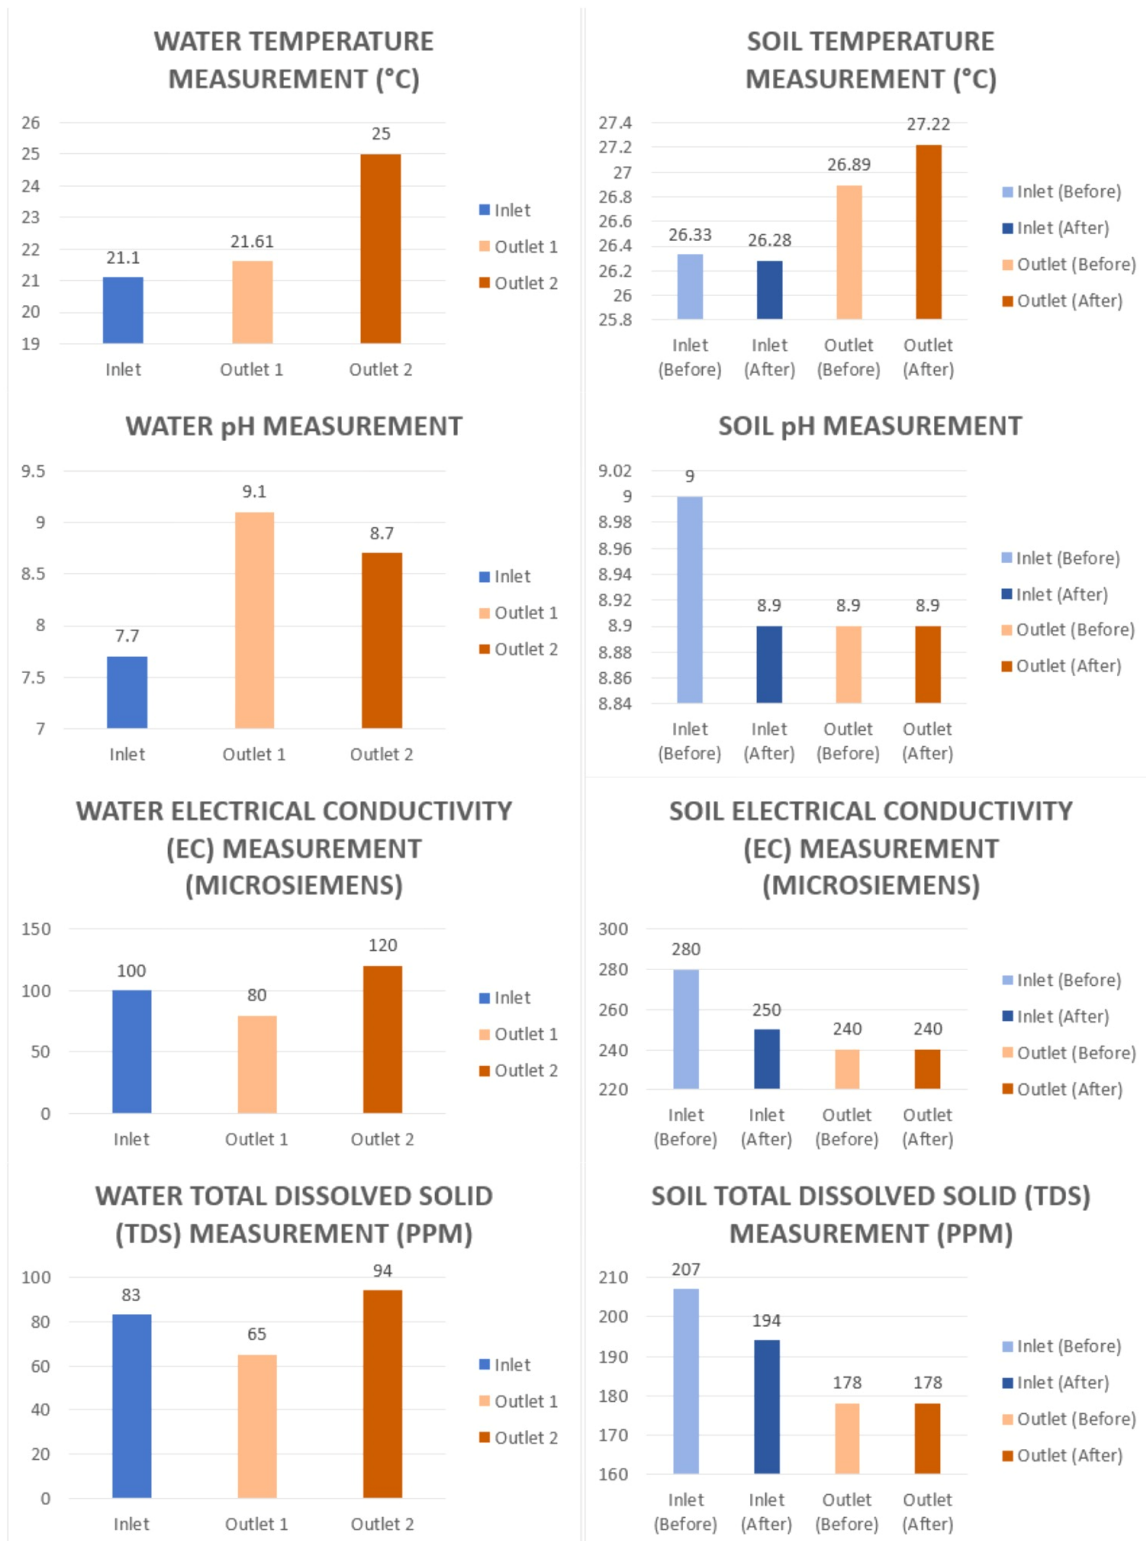 WATER TEMPERATURE
MEASUREMENT (°C)
26
25
24
23
22
21
20
19
21.1
21.61
25
Inlet
Outlet 1
Outlet 2
Inlet
Outlet 1
Outlet 2
SOIL TEMPERATURE
MEASUREMENT (°C)
27.4
27.2
27
26.8
26.6
26.4
26.2
26
25.8
26.33
26.28
26.89
27.22
Inlet
(Before)
Inlet
(After)
Outlet
(Before)
Outlet
(After)
Inlet (Before)
Inlet (After)
Outlet (Before)
Outlet (After)
WATER pH MEASUREMENT
9.5
9
8.5
8
7.5
7
7.7
9.1
8.7
Inlet
Outlet 1
Outlet 2
Inlet
Outlet 1
Outlet 2
SOIL pH MEASUREMENT
9.02
9
8.98
8.96
8.94
8.92
8.9
8.88
8.86
8.84
9
8.9
8.9
8.9
Inlet
(Before)
Inlet
(After)
Outlet
(Before)
Outlet
(After)
Inlet (Before)
Inlet (After)
Outlet (Before)
Outlet (After)
WATER ELECTRICAL CONDUCTIVITY
(EC) MEASUREMENT
(MICROSIEMENS)
150
100
50
0
100
80
120
Inlet
Outlet 1
Outlet 2
Inlet
Outlet 1
Outlet 2
SOIL ELECTRICAL CONDUCTIVITY
(EC) MEASUREMENT
(MICROSIEMENS)
300
280
260
240
220
280
250
240
240
Inlet
(Before)
Inlet
(After)
Outlet
(Before)
Outlet
(After)
Inlet (Before)
Inlet (After)
Outlet (Before)
Outlet (After)
WATER TOTAL DISSOLVED SOLID
(TDS) MEASUREMENT (PPM)
100
80
60
40
20
0
83
65
94
Inlet
Outlet 1
Outlet 2
Inlet
Outlet 1
Outlet 2
SOIL TOTAL DISSOLVED SOLID (TDS)
MEASUREMENT (PPM)
210
200
190
180
170
160
207
194
178
178
Inlet
(Before)
Inlet
(After)
Outlet
(Before)
Outlet
(After)
Inlet (Before)
Inlet (After)
Outlet (Before)
Outlet (After)